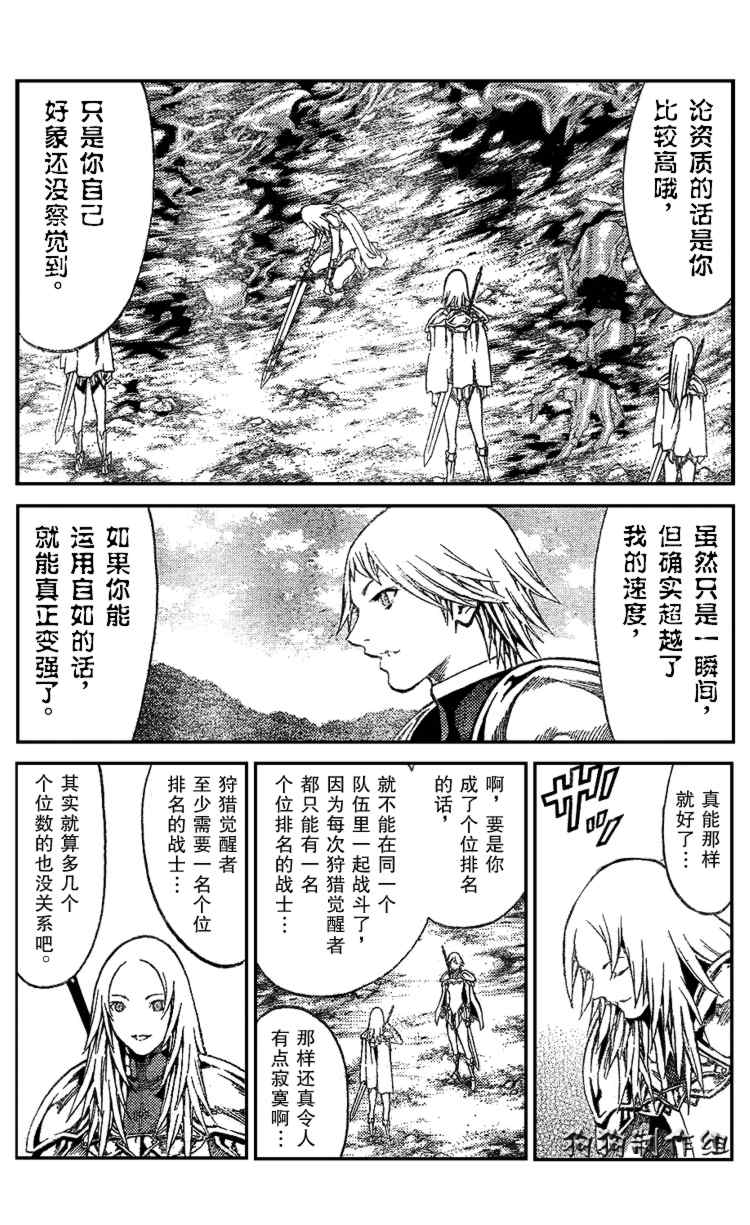 论资质的话是你
比较高哦，
只是你自己
好象还没察觉到。
虽然只是一瞬间，
但确实超越了
我的速度，
如果你能
运用自如的话，
就能真正变强了。
真能那样
就好了…
啊，要是你
成了个位排名
的话，
就不能在同一个
队伍里一起战斗了，
因为每次狩猎觉醒者
都只能有一名
个位排名的战士…
那样还真令人
有点寂寞啊…
狩猎觉醒者
至少需要一名个位
排名的战士…
其实就算多几个
个位数的也没关系吧。
狗狗制作组